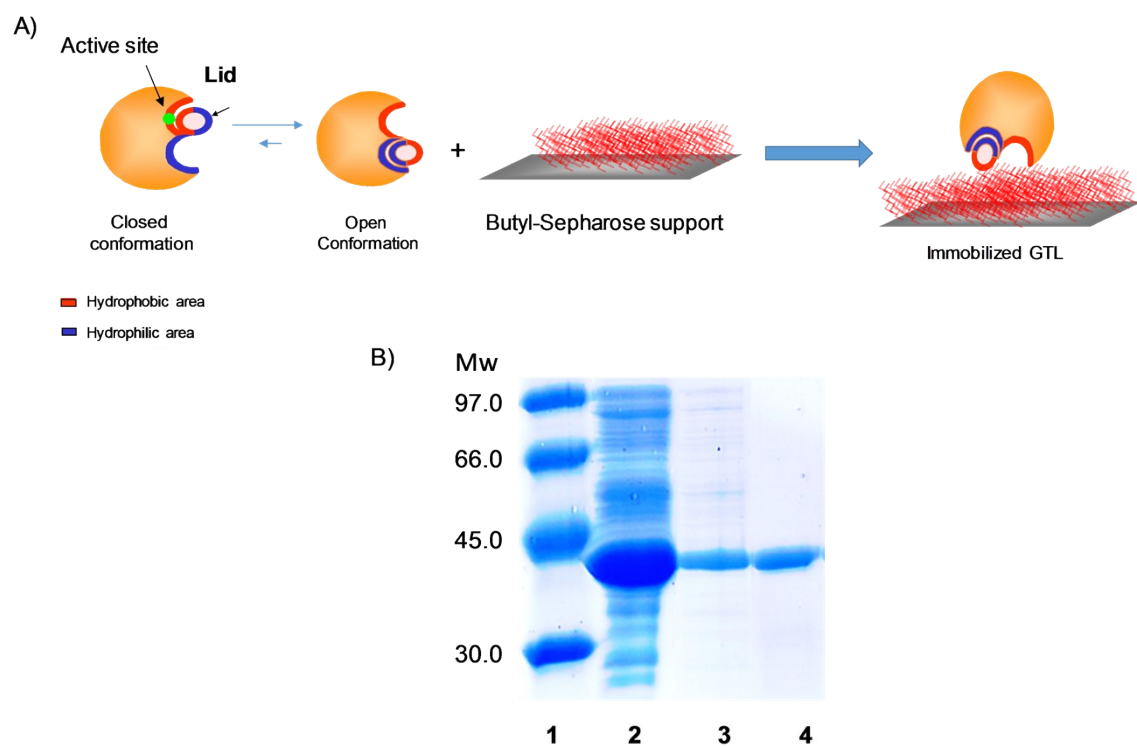 A)
Active site
Lid
+
Closed
conformation
Open
Conformation
Butyl-Sepharose support
Immobilized GTL
Hydrophobic area
Hydrophilic area
B)
Mw
97.0
66.0
45.0
30.0
1 2 3 4